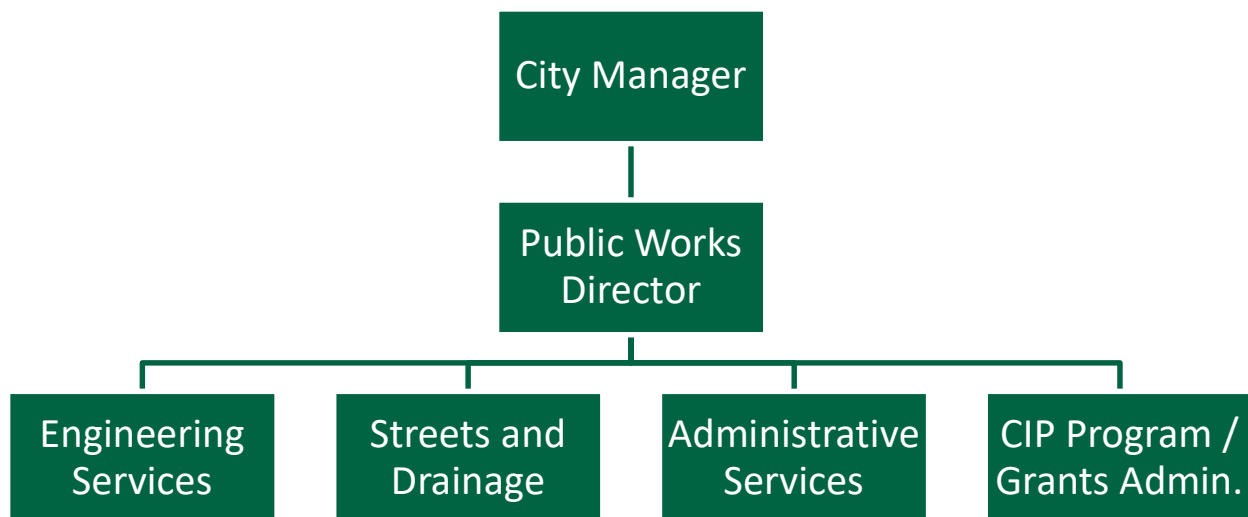 City Manager
Public Works
Director
Engineering
Services
Streets and
Drainage
Administrative
Services
CIP Program /
Grants Admin.